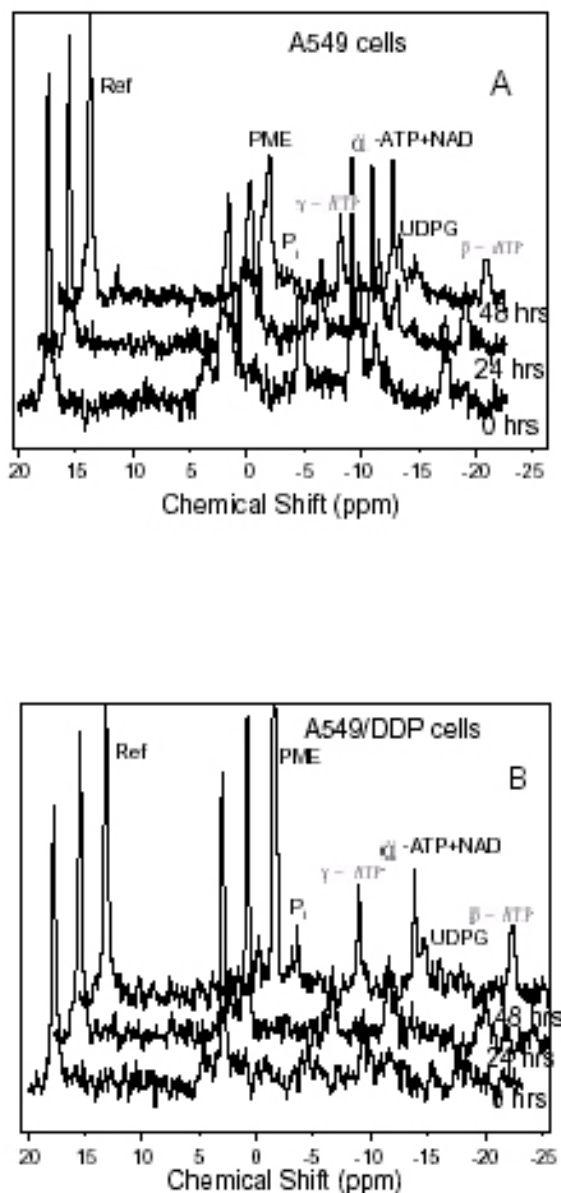 A549 cells
A
Ref
PME
α -ATP+NAD
γ – ATP
UDPG
Pi
β – ATP
48 hrs
24 hrs
0 hrs
20 15 10 5 0 -5 -10 -15 -20 -25
Chemical Shift (ppm)
A549/DDP cells
Ref
PME
B
α -ATP+NAD
γ – ATP
Pi
β – ATP
UDPG
48 hrs
24 hrs
0 hrs
20 15 10 5 0 -5 -10 -15 -20 -25
Chemical Shift (ppm)